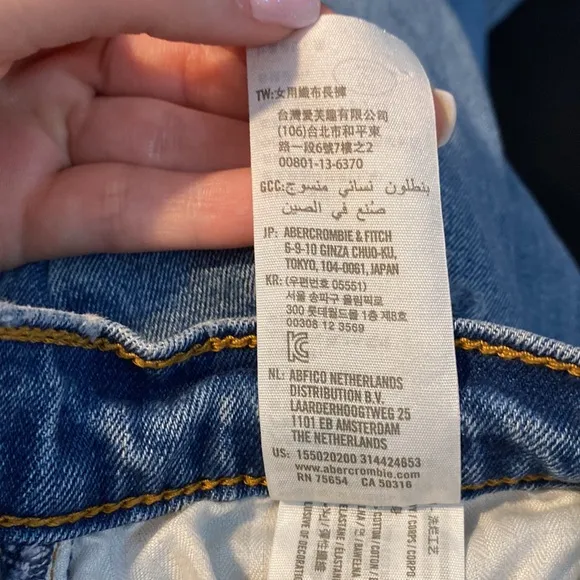 TW:女用織布長褲
台灣愛芙趣有限公司
(106)台北市和平東
路一段6號7樓之2
00801-13-6370
GCC: بنطلون نسائي منسوج
صنع في الصين
JP: ABERCROMBIE & FITCH
6-9-10 GINZA CHUO-KU,
TOKYO, 104-0061, JAPAN
KR: (우편번호 05551)
서울 송파구 올림픽로
300 롯데월드몰 1층 제8호
00308 12 3569
NL: ABFICO NETHERLANDS
DISTRIBUTION B.V.
LAARDERHOOGTWEG 25
1101 EB AMSTERDAM
THE NETHERLANDS
US: 155020200 314424653
www.abercrombie.com
RN 75654 CA 50316